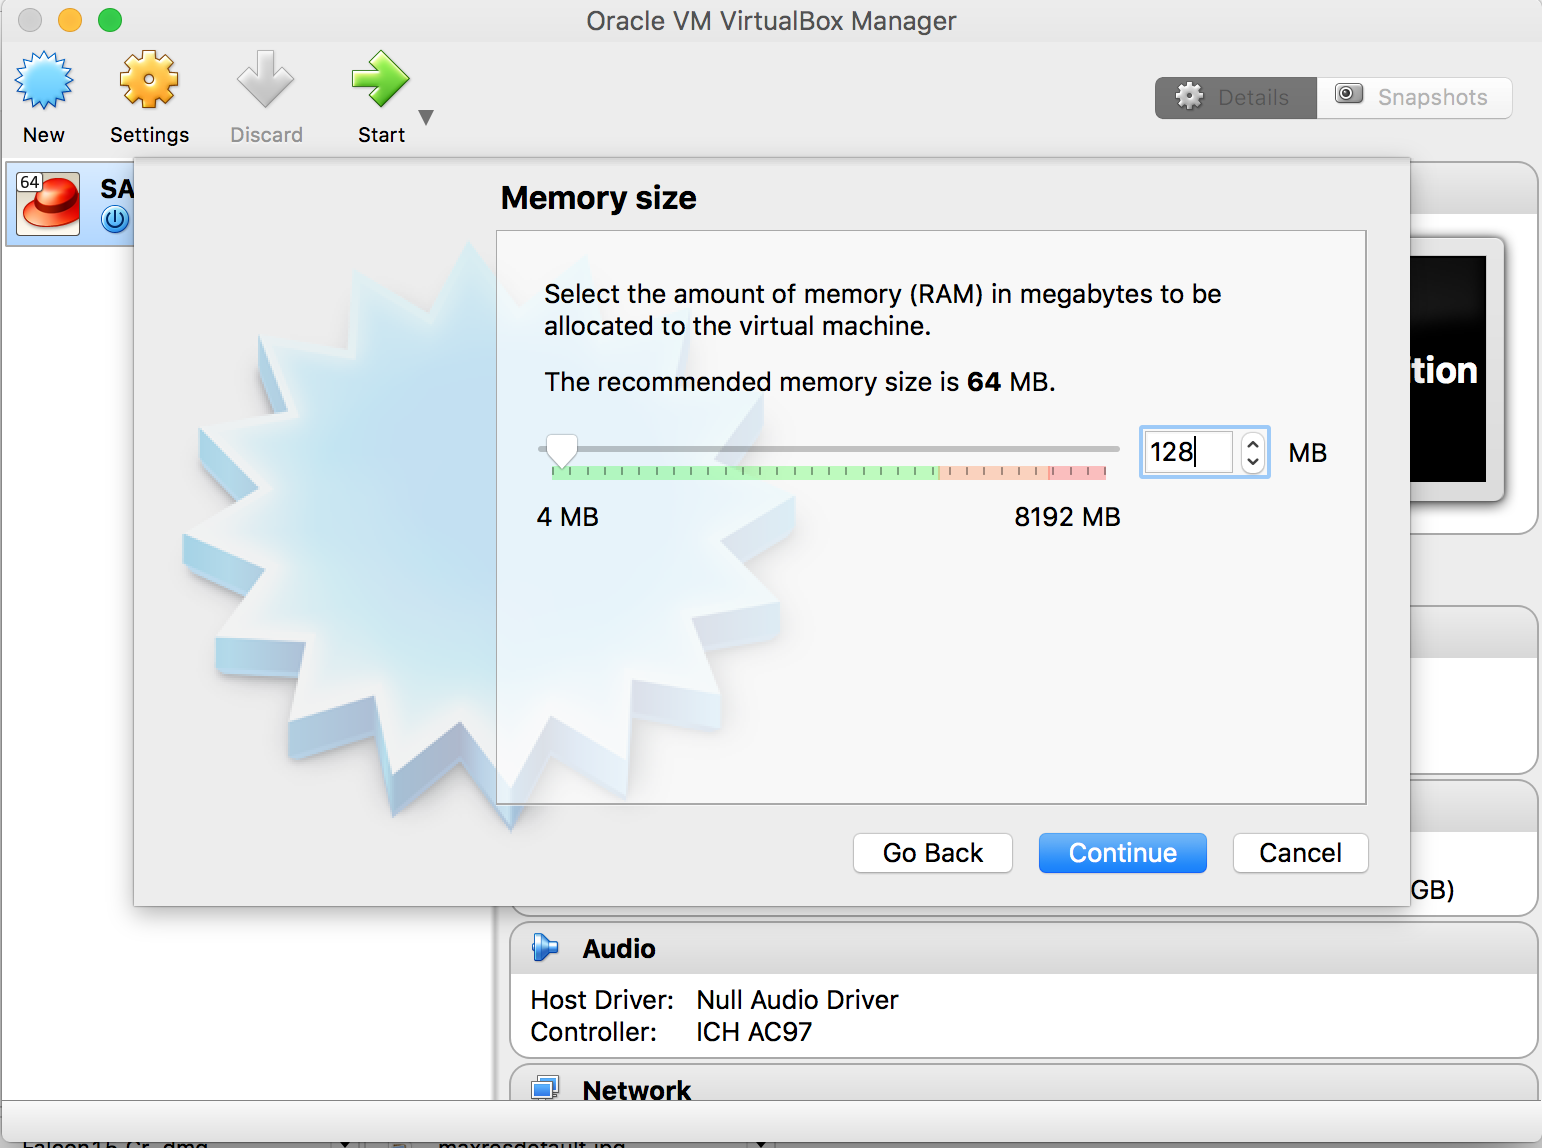 Oracle VM VirtualBox Manager
New
Settings
Discard
Start
Details
Snapshots
64
SA
Memory size
Select the amount of memory (RAM) in megabytes to be
allocated to the virtual machine.
The recommended memory size is 64 MB.
128 MB
4 MB
8192 MB
ition
Go Back
Continue
Cancel
GB)
Audio
Host Driver: Null Audio Driver
Controller: ICH AC97
Network